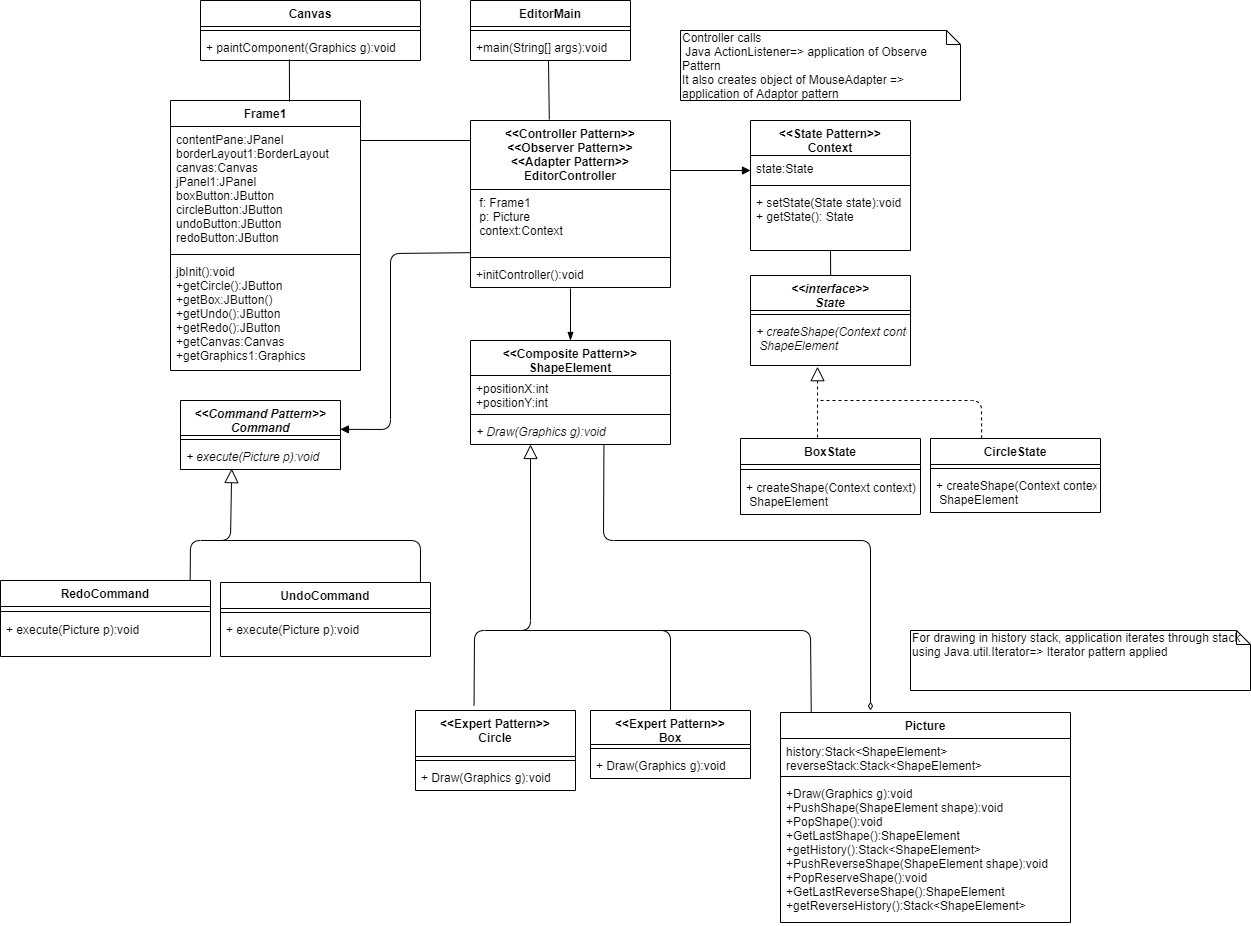 Canvas
+ paintComponent(Graphics g):void
EditorMain
+main(String[] args):void
Controller calls
Java ActionListener=> application of Observe
Pattern
It also creates object of MouseAdapter =>
application of Adaptor pattern
Frame1
contentPane:JPanel
borderLayout1:BorderLayout
canvas:Canvas
jPanel1:JPanel
boxButton:JButton
circleButton:JButton
undoButton:JButton
redoButton:JButton
jbInit():void
+getCircle():JButton
+getBox:JButton()
+getUndo():JButton
+getRedo():JButton
+getCanvas:Canvas
+getGraphics1:Graphics
<<Controller Pattern>>
<<Observer Pattern>>
<<Adapter Pattern>>
EditorController
f: Frame1
p: Picture
context:Context
+initController():void
<<State Pattern>>
Context
state:State
+ setState(State state):void
+ getState(): State
<<interface>>
State
+ createShape(Context cont
ShapeElement
<<Composite Pattern>>
ShapeElement
+positionX:int
+positionY:int
+ Draw(Graphics g):void
<<Command Pattern>>
Command
+ execute(Picture p):void
BoxState
+ createShape(Context context)
ShapeElement
CircleState
+ createShape(Context contex
ShapeElement
RedoCommand
+ execute(Picture p):void
UndoCommand
+ execute(Picture p):void
For drawing in history stack, application iterates through stack
using Java.util.Iterator=> Iterator pattern applied
<<Expert Pattern>>
Circle
+ Draw(Graphics g):void
<<Expert Pattern>>
Box
+ Draw(Graphics g):void
Picture
history:Stack<ShapeElement>
reverseStack:Stack<ShapeElement>
+Draw(Graphics g):void
+PushShape(ShapeElement shape):void
+PopShape():void
+GetLastShape():ShapeElement
+getHistory():Stack<ShapeElement>
+PushReverseShape(ShapeElement shape):void
+PopReserveShape():void
+GetLastReverseShape():ShapeElement
+getReverseHistory():Stack<ShapeElement>